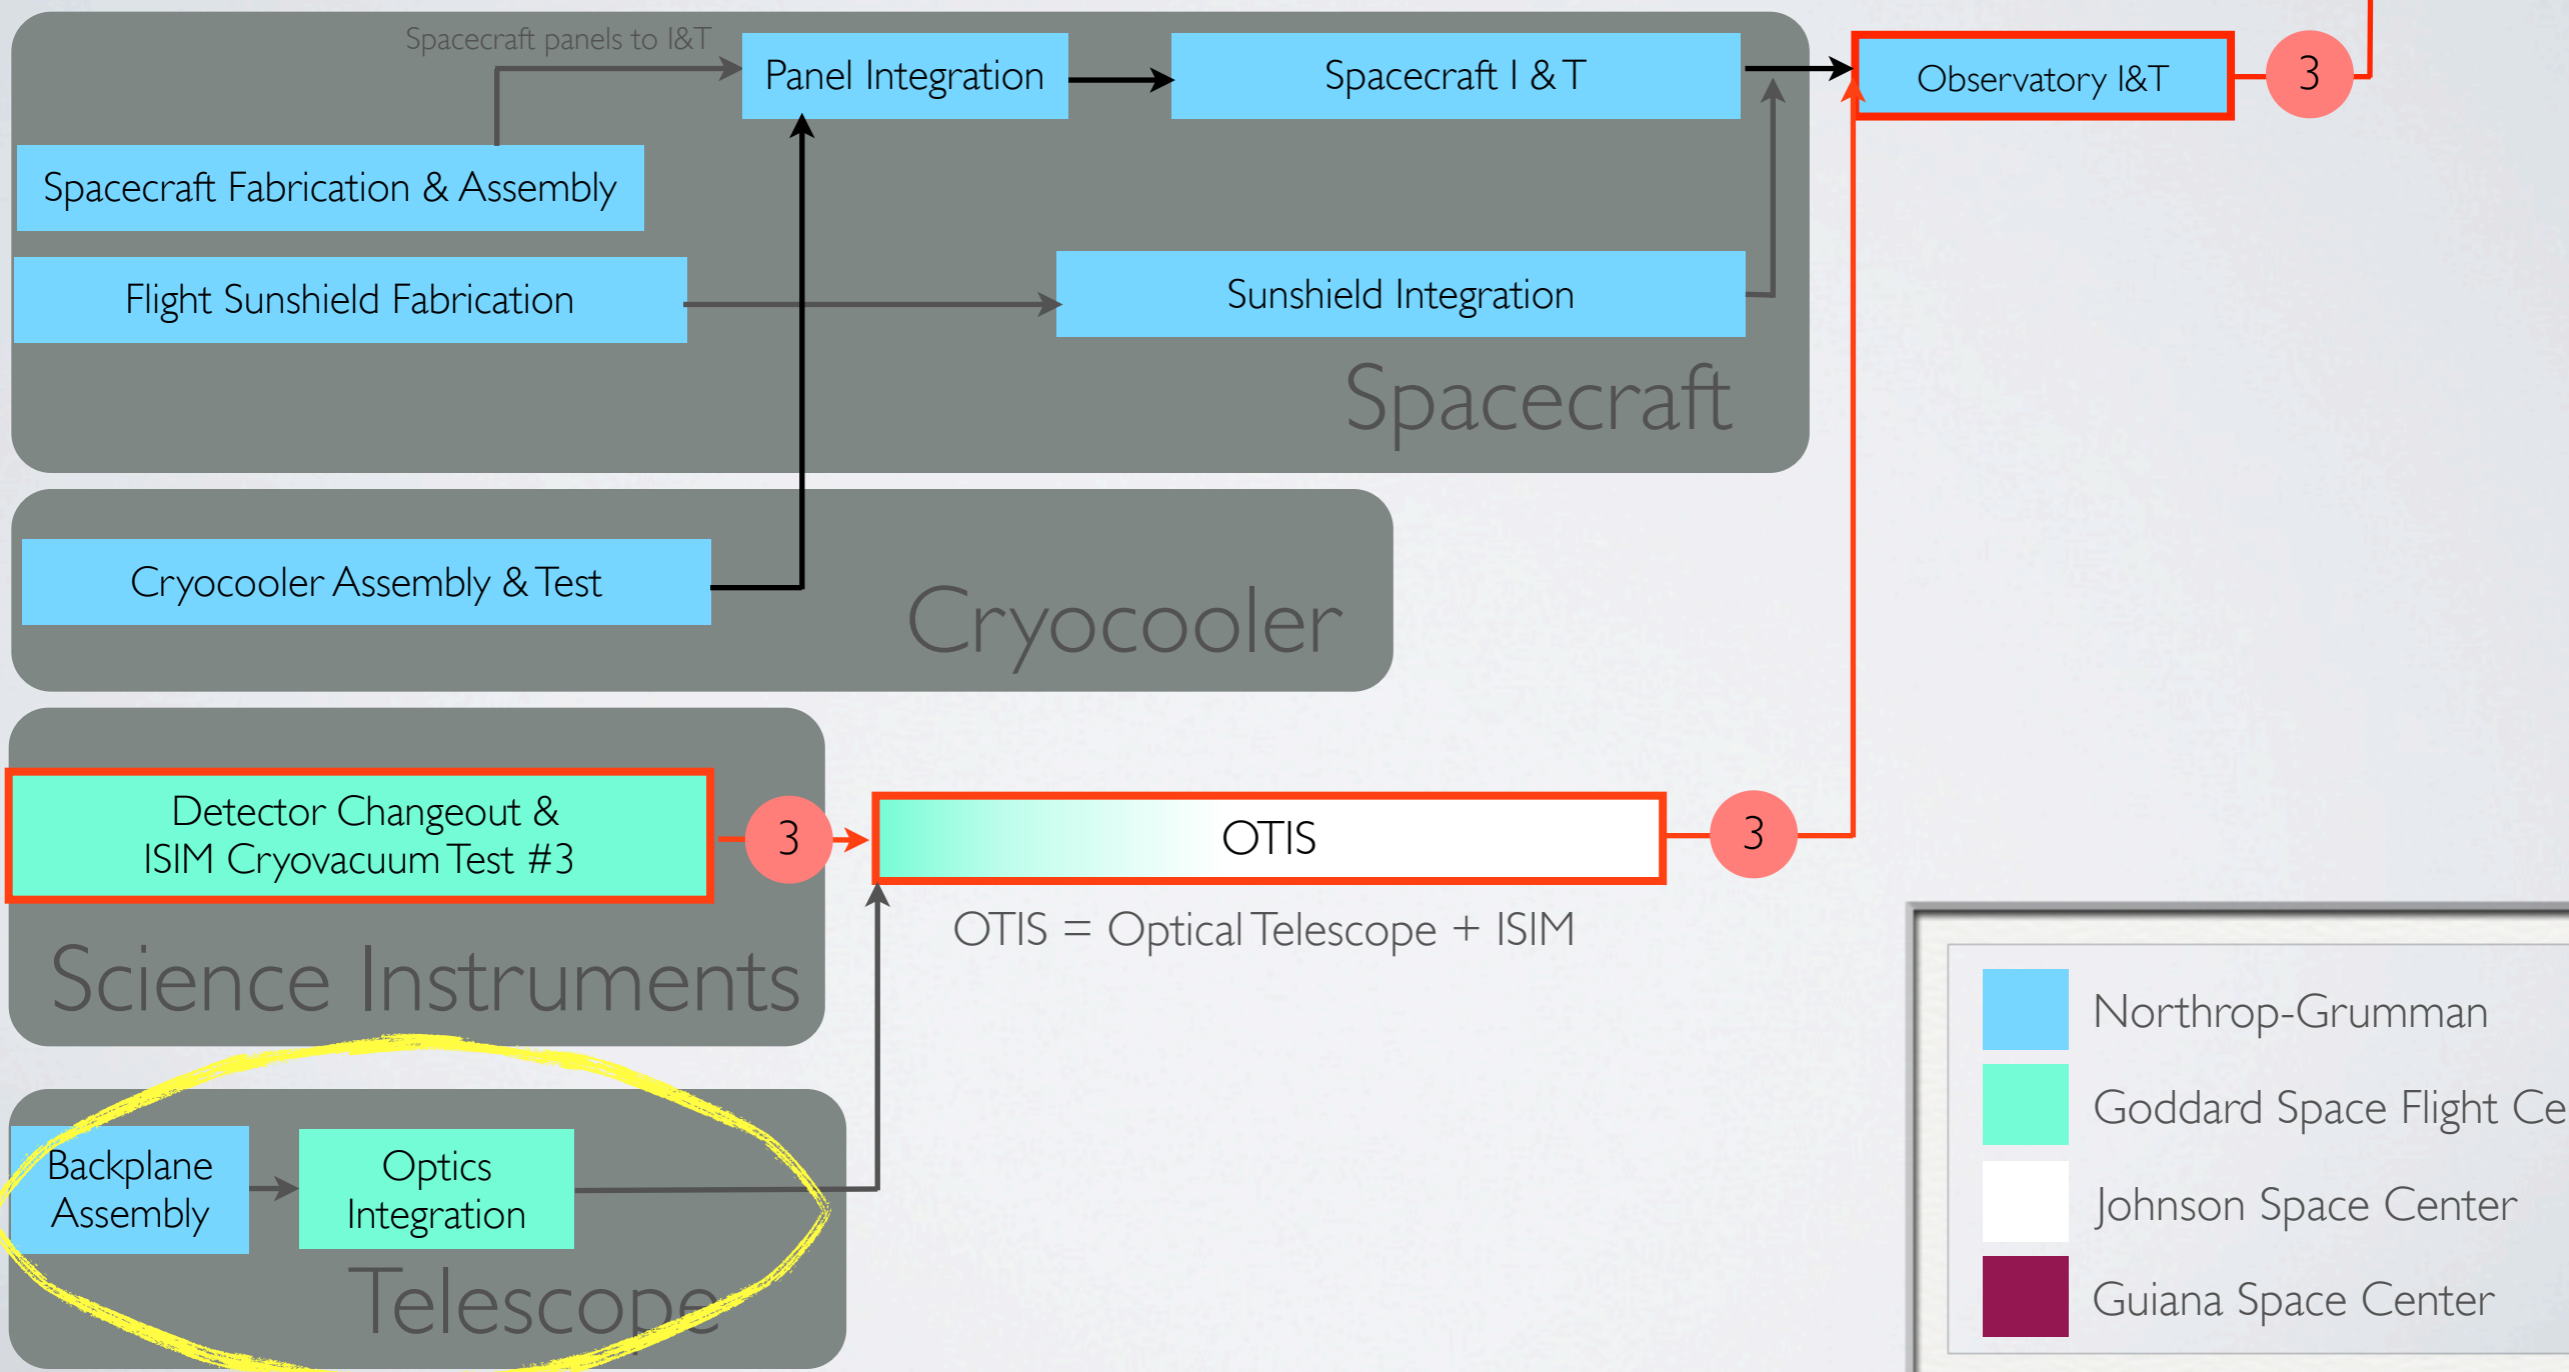 Spacecraft panels to I&T
Panel Integration
Spacecraft I & T
Observatory I&T
3
Spacecraft Fabrication & Assembly
Flight Sunshield Fabrication
Sunshield Integration
Spacecraft
Cryocooler Assembly & Test
Cryocooler
Detector Changeout &
ISIM Cryovacuum Test #3
3
OTIS
3
OTIS = Optical Telescope + ISIM
Science Instruments
Backplane
Assembly
Optics
Integration
Telescope
Northrop-Grumman
Goddard Space Flight Ce
Johnson Space Center
Guiana Space Center